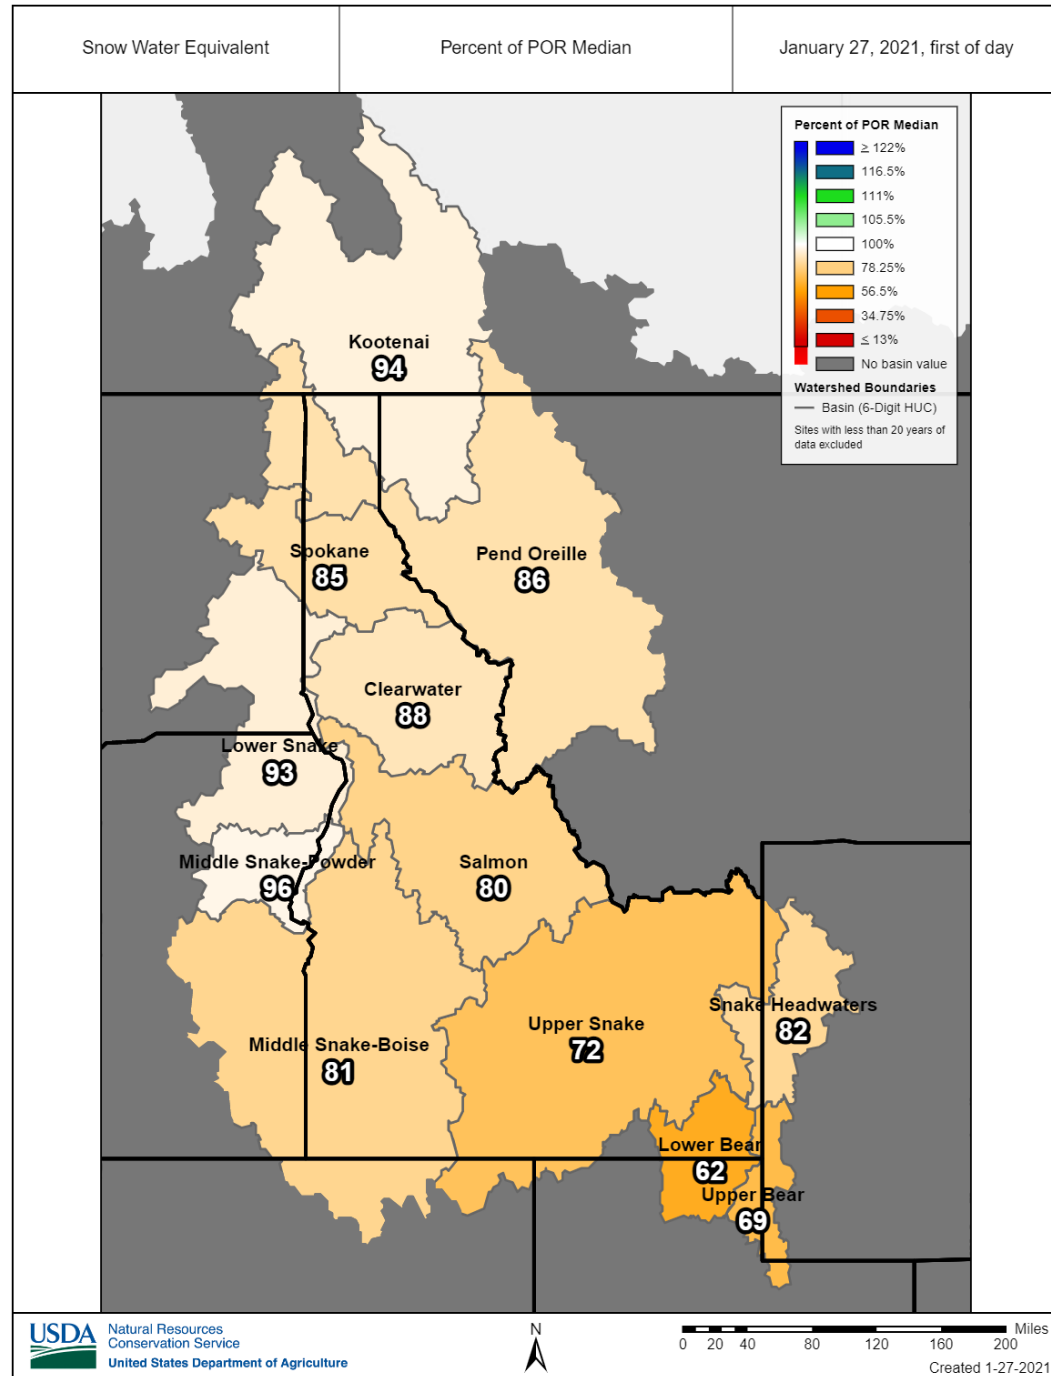 Snow Water Equivalent
Percent of POR Median
January 27, 2021, first of day
Percent of POR Median
≥ 122%
116.5%
111%
105.5%
100%
78.25%
56.5%
34.75%
≤ 13%
No basin value
Watershed Boundaries
Basin (6-Digit HUC)
Sites with less than 20 years of
data excluded
Kootenai
94
Spokane
85
Pend Oreille
86
Clearwater
88
Lower Snake
93
Middle Snake-Powder
96
Salmon
80
Snake Headwaters
82
Upper Snake
72
Middle Snake-Boise
81
Lower Bear
62
Upper Bear
69
USDA
Natural Resources
Conservation Service
United States Department of Agriculture
N
Miles
0 20 40 80 120 160 200
Created 1-27-2021